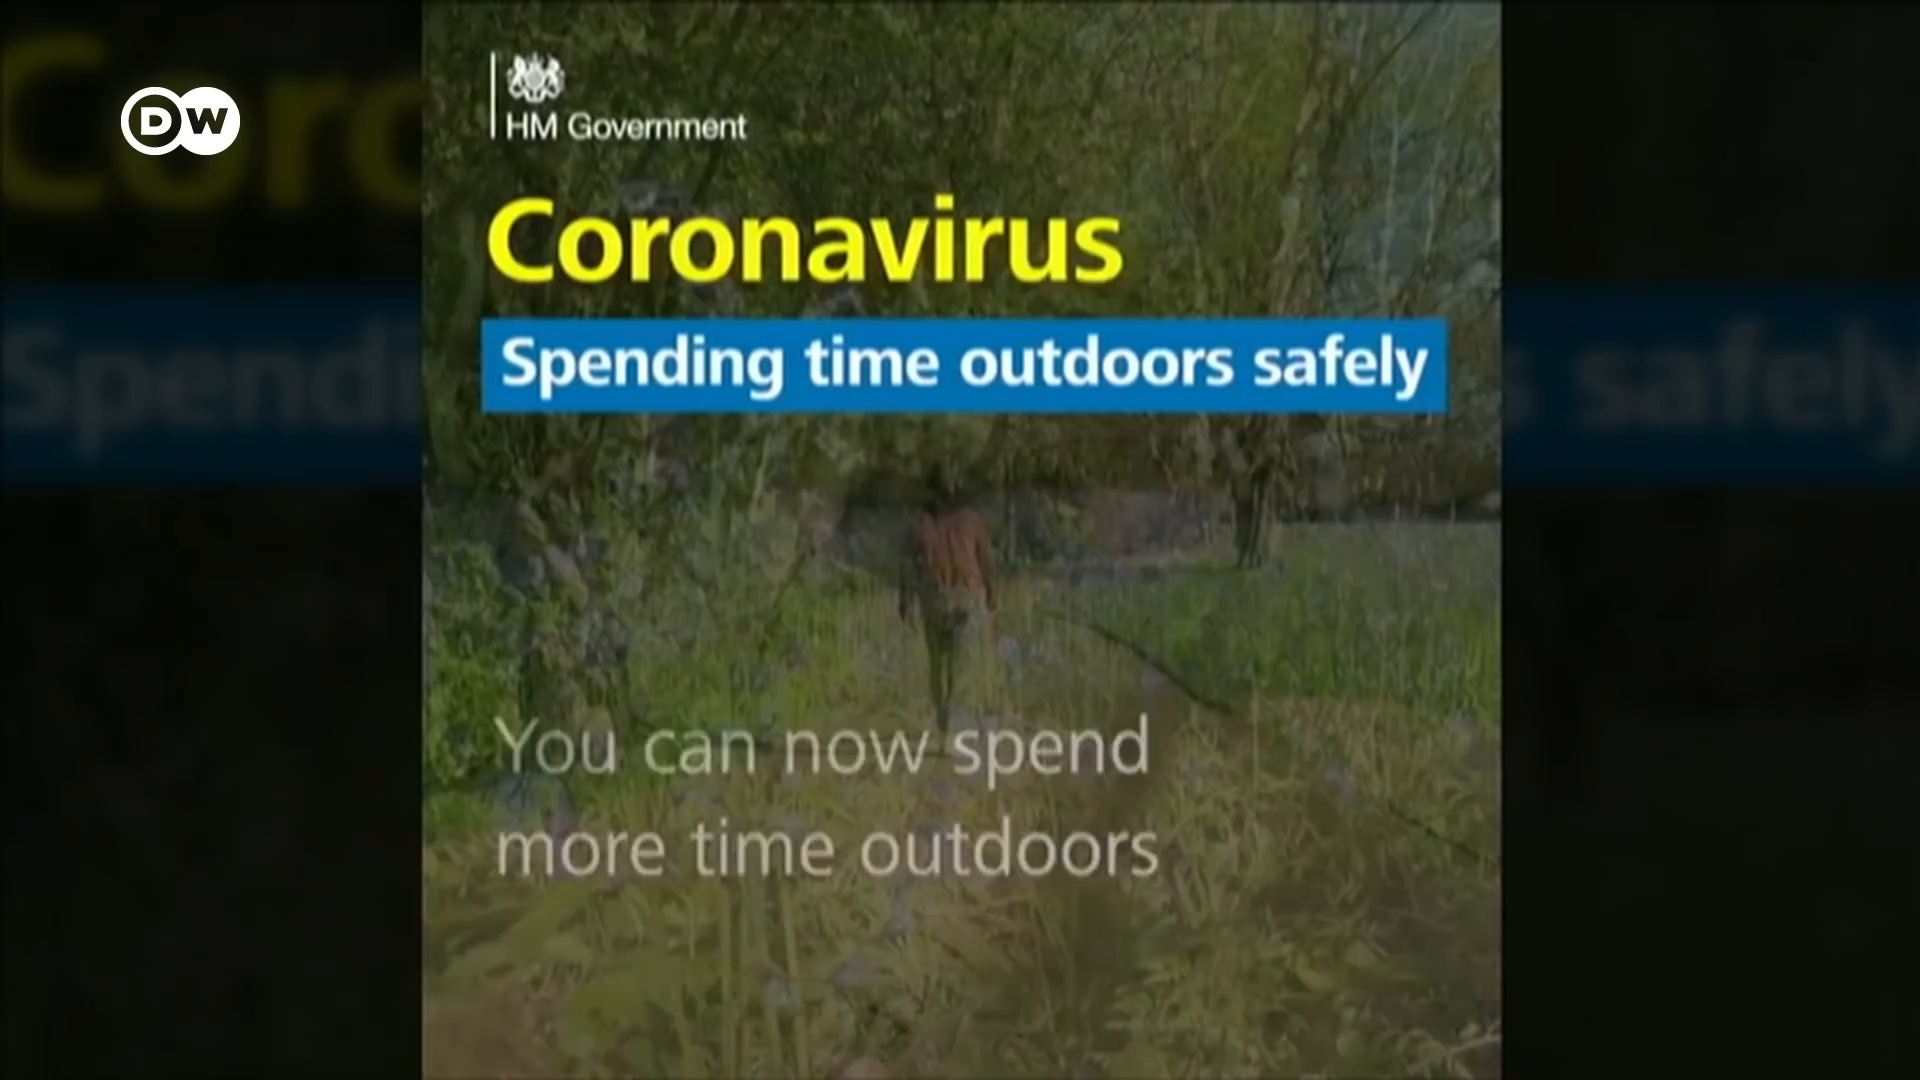 DW
HM Government
Coronavirus
Spending time outdoors safely
You can now spend
more time outdoors